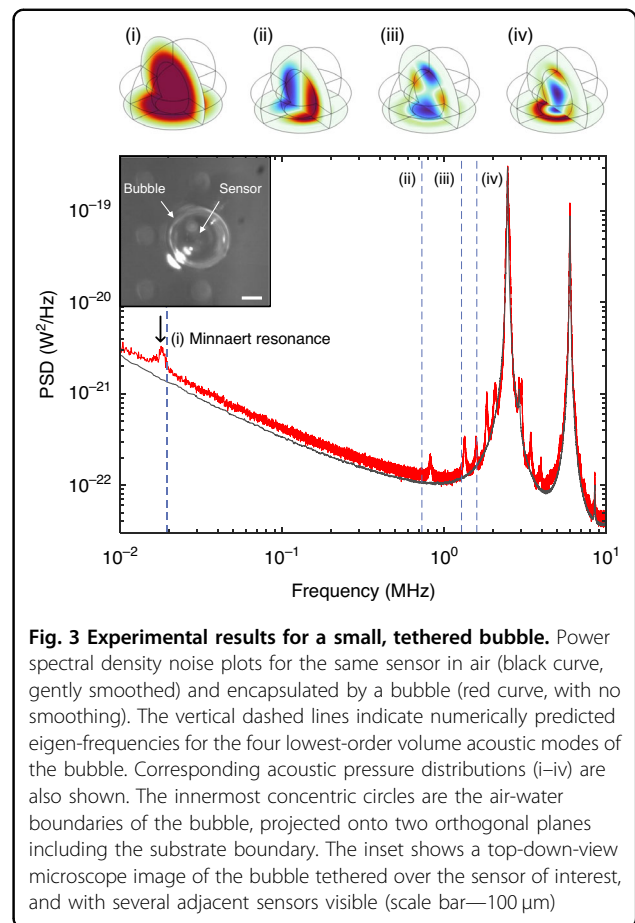 (i) (ii) (iii) (iv)
Bubble Sensor
(ii) (iii) (iv)
(i) Minnaert resonance
PSD (W²/Hz)
10⁻¹⁹
10⁻²⁰
10⁻²¹
10⁻²²
10⁻² 10⁻¹ 10⁰ 10¹
Frequency (MHz)
Fig. 3 Experimental results for a small, tethered bubble. Power
spectral density noise plots for the same sensor in air (black curve,
gently smoothed) and encapsulated by a bubble (red curve, with no
smoothing). The vertical dashed lines indicate numerically predicted
eigen-frequencies for the four lowest-order volume acoustic modes of
the bubble. Corresponding acoustic pressure distributions (i–iv) are
also shown. The innermost concentric circles are the air-water
boundaries of the bubble, projected onto two orthogonal planes
including the substrate boundary. The inset shows a top-down-view
microscope image of the bubble tethered over the sensor of interest,
and with several adjacent sensors visible (scale bar—100 μm)